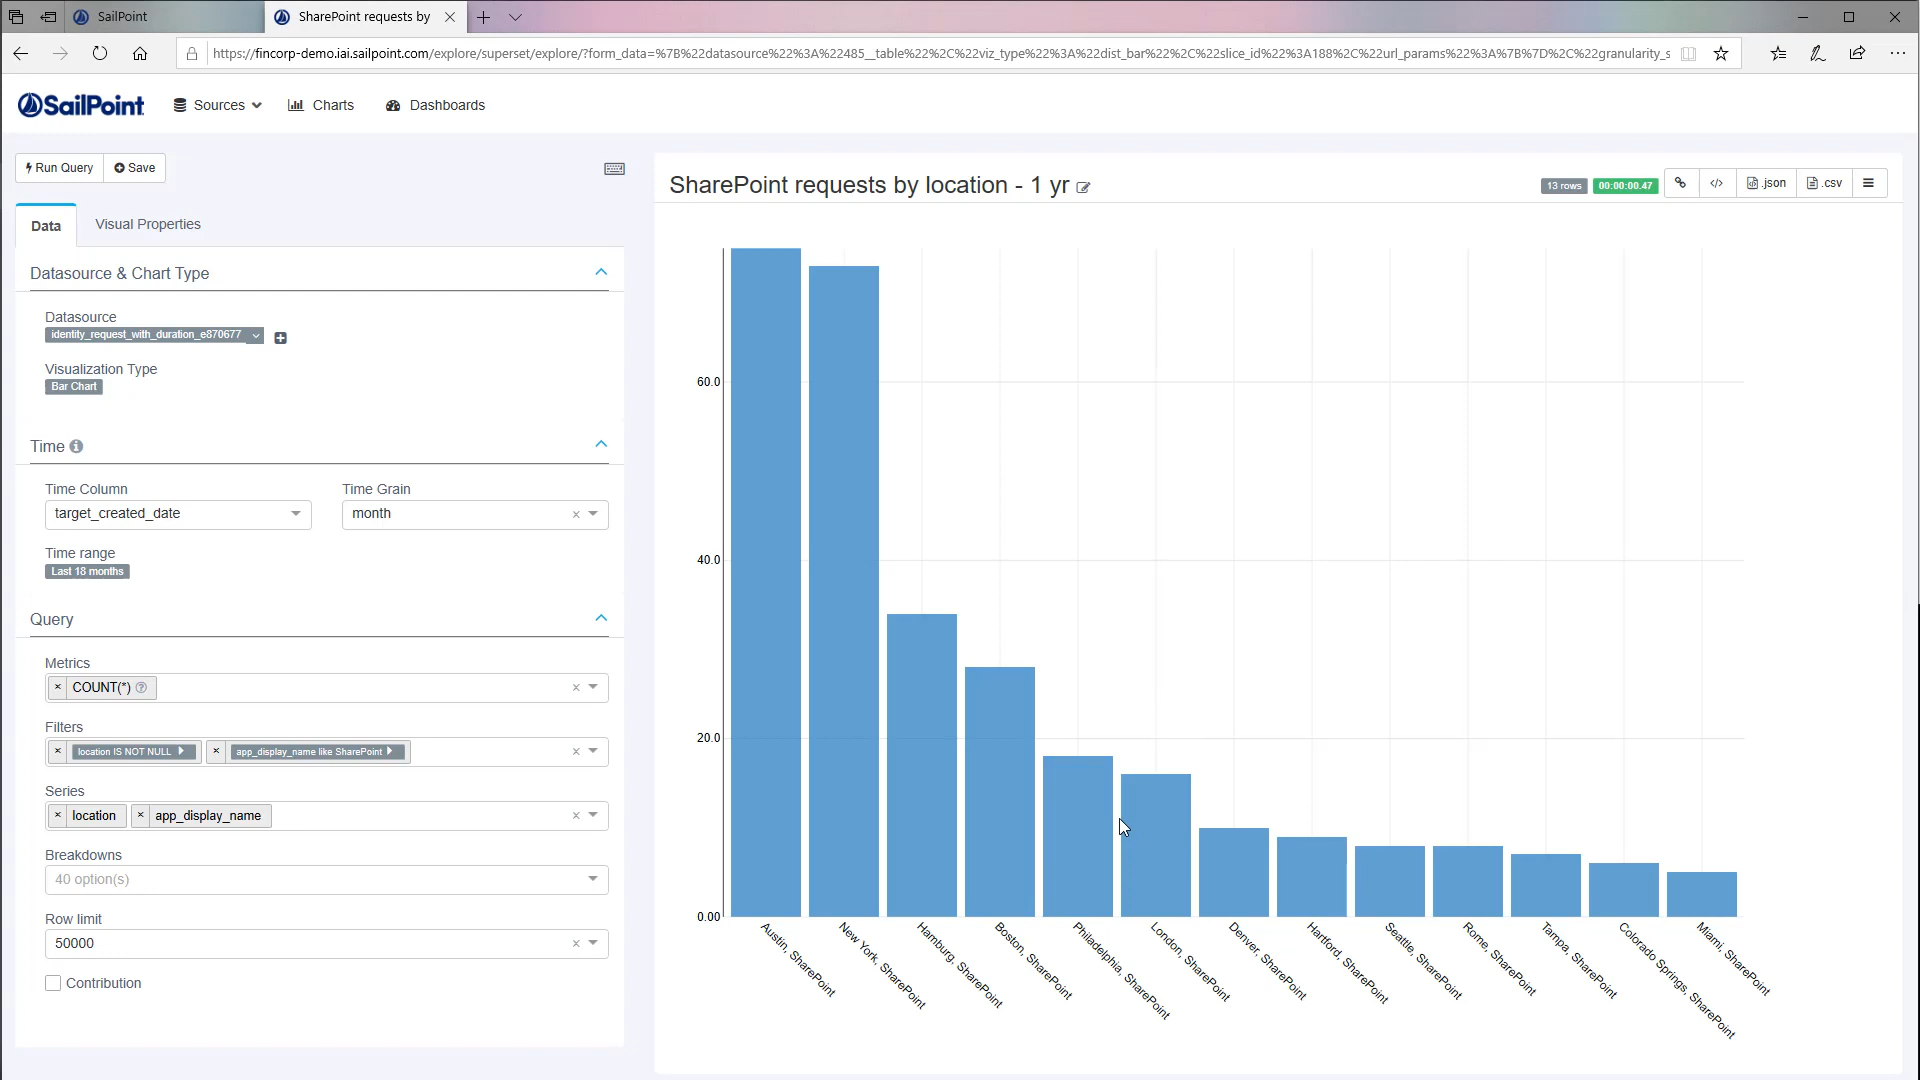 SailPoint
SharePoint requests by
https://fincorp-demo.iai.sailpoint.com/explore/superset/explore/?form_data=%7B%22datasource%22%3A%22485__table%22%2C%22viz_type%22%3A%22dist_bar%22%2C%22slice_id%22%3A188%2C%22url_params%22%3A%7B%7D%2C%22granularity_s
SailPoint
Sources
Charts
Dashboards
Run Query
Save
Data
Visual Properties
Datasource & Chart Type
Datasource
identity_request_with_duration_e870677
Visualization Type
Bar Chart
Time
Time Column
Time Grain
target_created_date
month
Time range
Last 18 months
Query
Metrics
COUNT(*)
Filters
location IS NOT NULL
app_display_name like SharePoint
Series
location
app_display_name
Breakdowns
40 option(s)
Row limit
50000
Contribution
SharePoint requests by location - 1 yr
13 rows
00:00:00.47
.json
.csv
60.0
40.0
20.0
0.00
Austin, SharePoint
New York, SharePoint
Hamburg, SharePoint
Boston, SharePoint
Philadelphia, SharePoint
London, SharePoint
Denver, SharePoint
Hartford, SharePoint
Seattle, SharePoint
Rome, SharePoint
Tampa, SharePoint
Colorado Springs, SharePoint
Miami, SharePoint